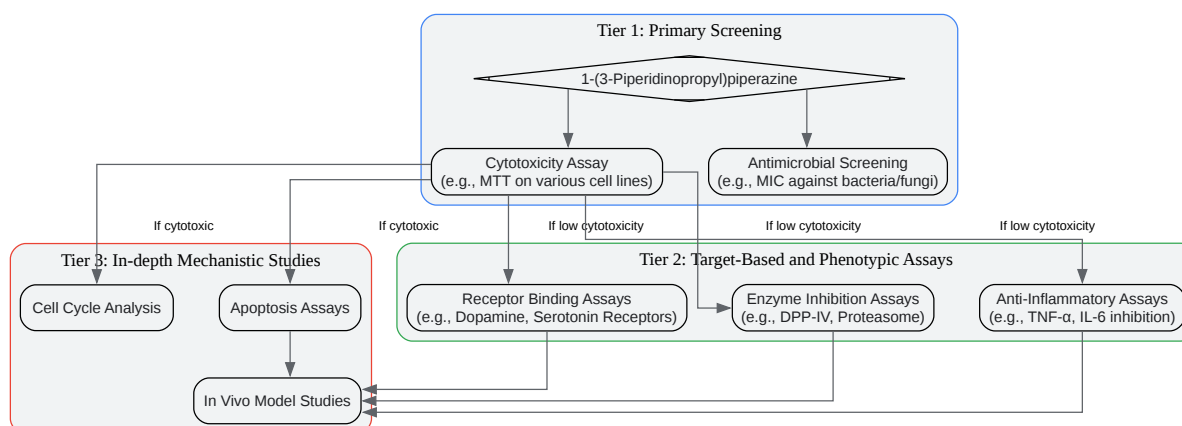 Tier 1: Primary Screening
1-(3-Piperidinopropyl)piperazine
Cytotoxicity Assay
(e.g., MTT on various cell lines)
Antimicrobial Screening
(e.g., MIC against bacteria/fungi)
If cytotoxic
If cytotoxic
If low cytotoxicity
If low cytotoxicity
If low cytotoxicity
Tier 3: In-depth Mechanistic Studies
Tier 2: Target-Based and Phenotypic Assays
Cell Cycle Analysis
Apoptosis Assays
Receptor Binding Assays
(e.g., Dopamine, Serotonin Receptors)
Enzyme Inhibition Assays
(e.g., DPP-IV, Proteasome)
Anti-Inflammatory Assays
(e.g., TNF-α, IL-6 inhibition)
In Vivo Model Studies